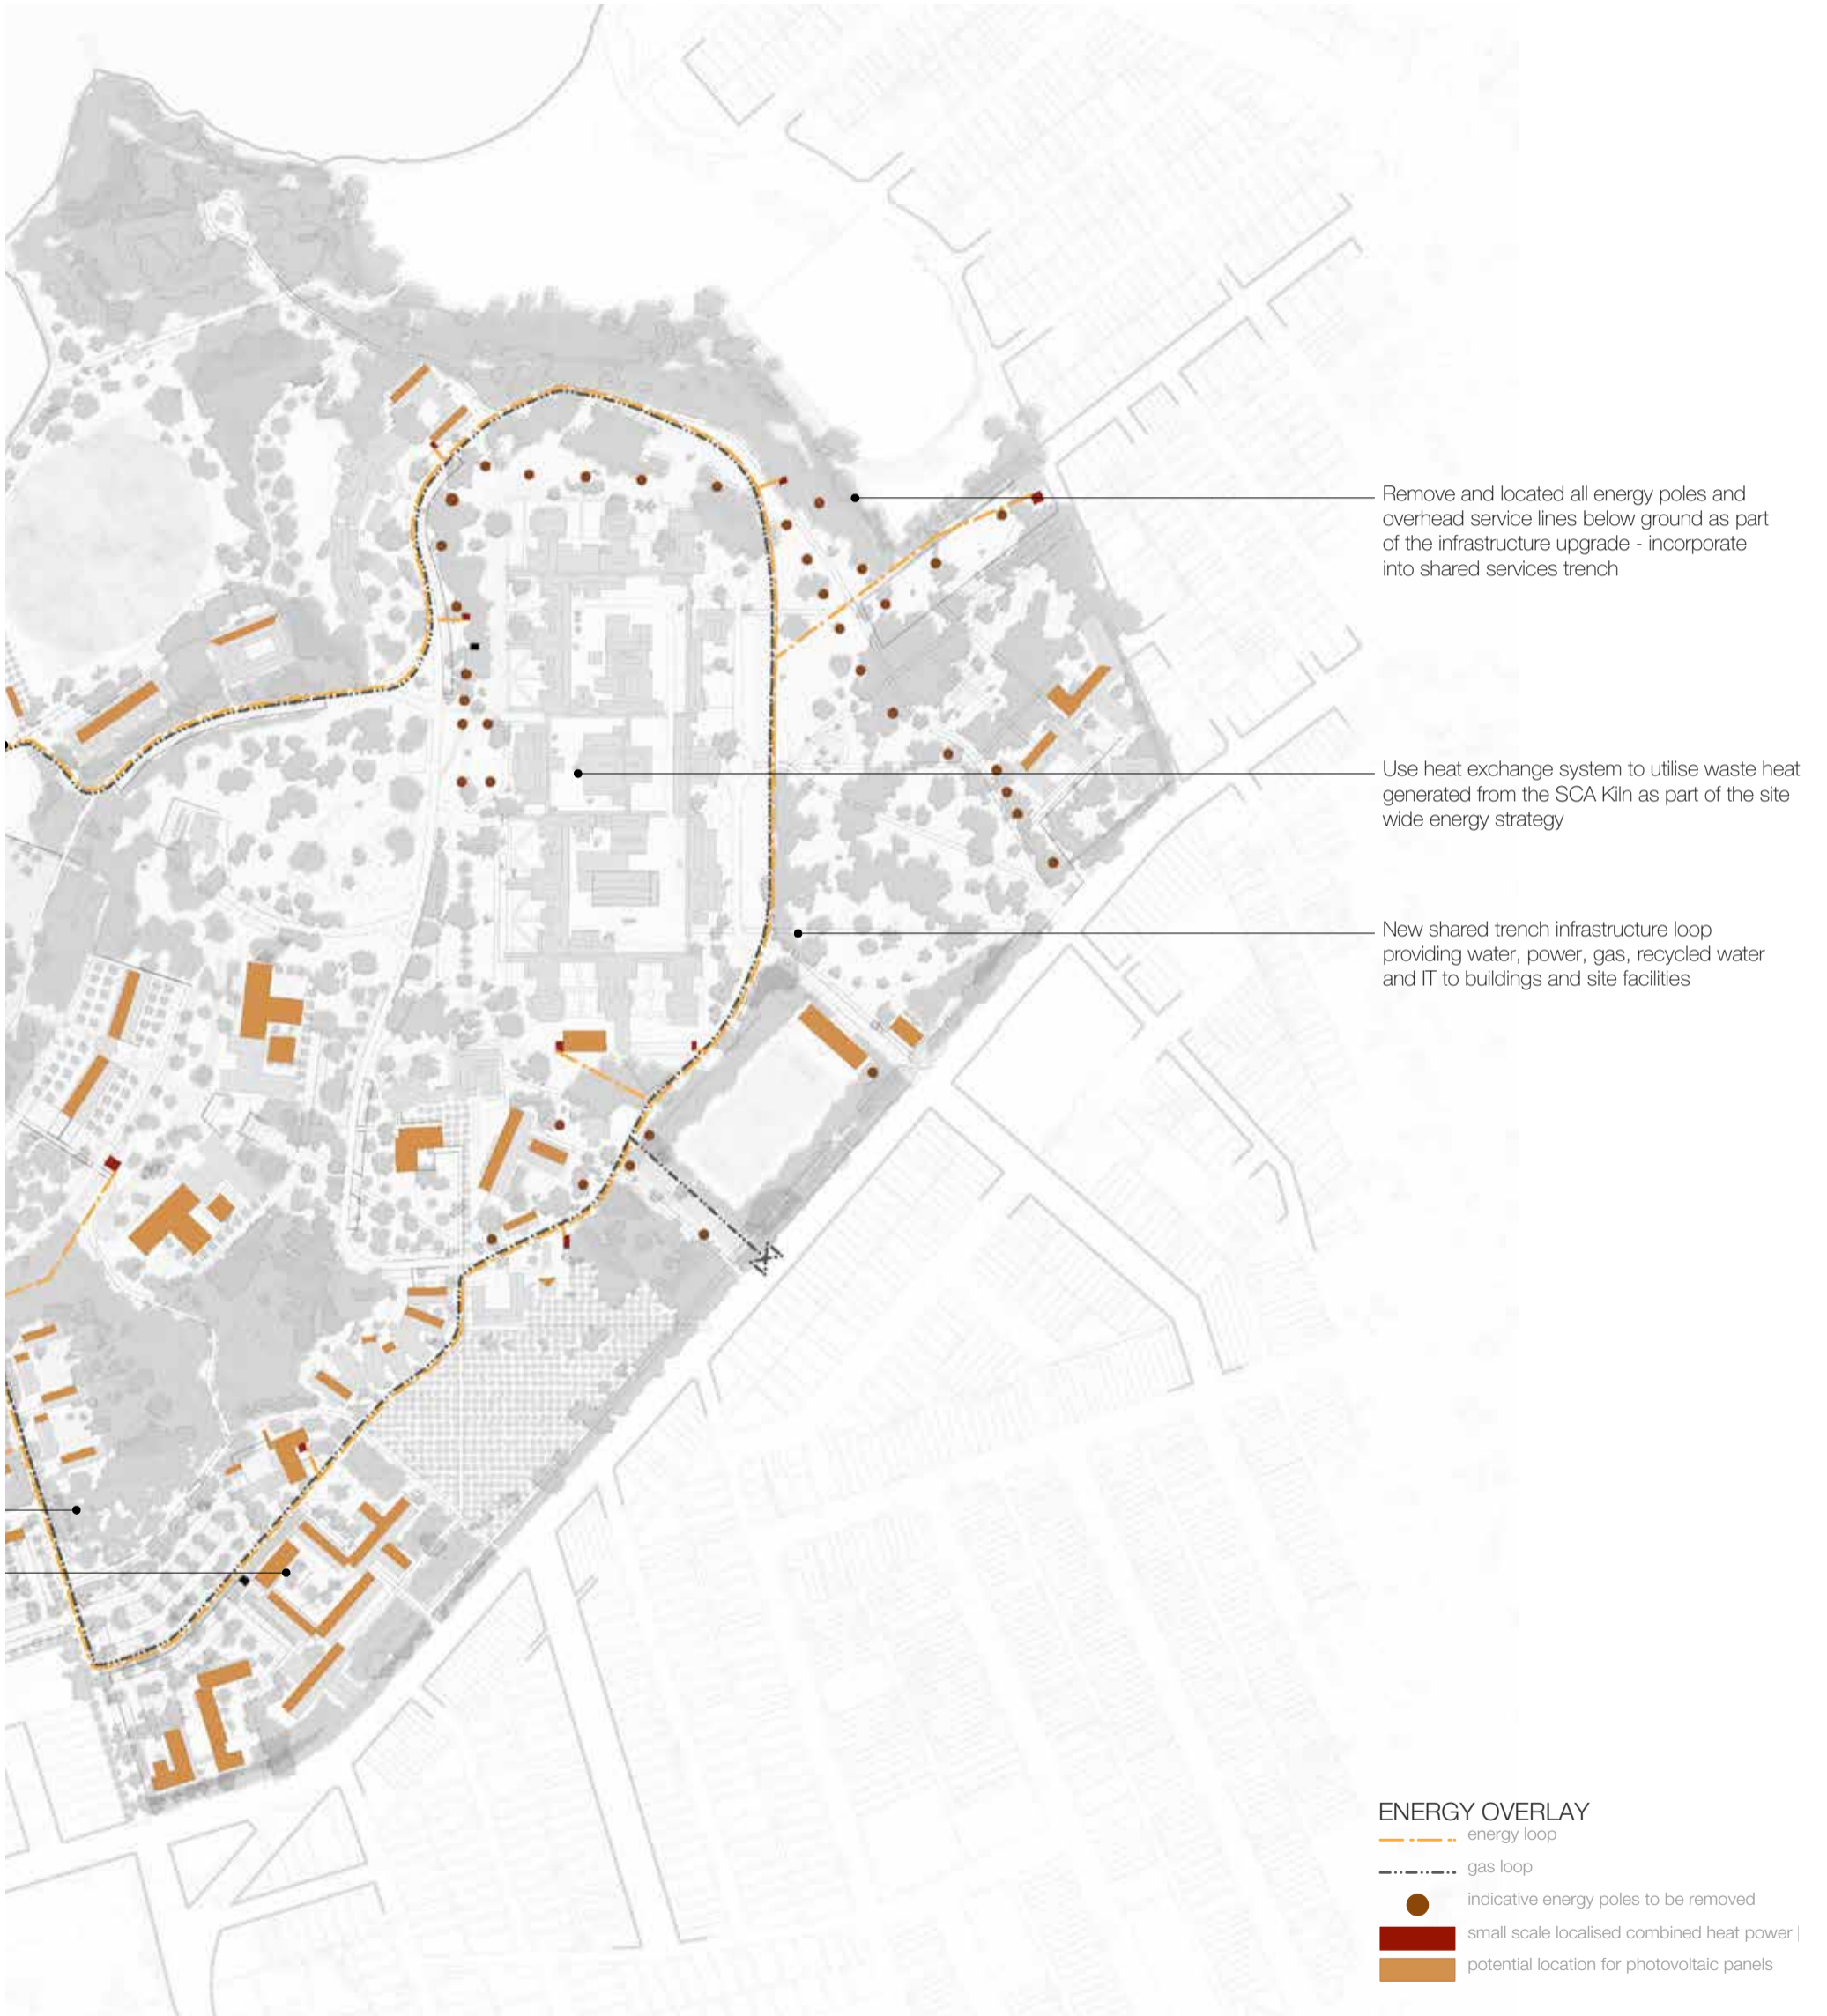 Remove and located all energy poles and
overhead service lines below ground as part
of the infrastructure upgrade - incorporate
into shared services trench
Use heat exchange system to utilise waste heat
generated from the SCA Kiln as part of the site
wide energy strategy
New shared trench infrastructure loop
providing water, power, gas, recycled water
and IT to buildings and site facilities
ENERGY OVERLAY
energy loop
gas loop
indicative energy poles to be removed
small scale localised combined heat power
potential location for photovoltaic panels